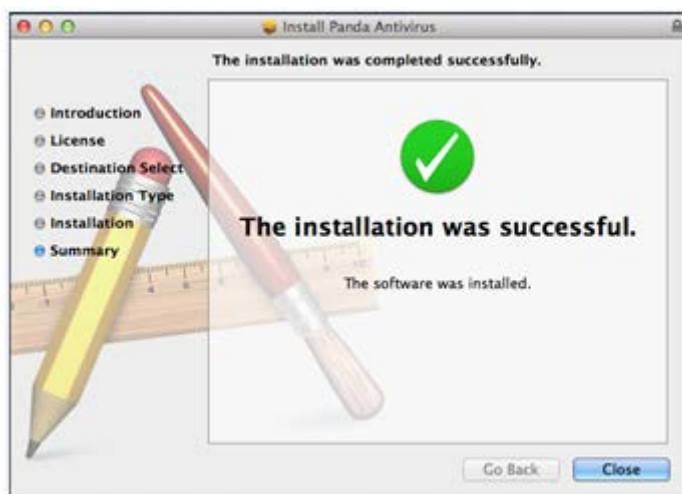 Install Panda Antivirus
The installation was completed successfully.
Introduction
License
Destination Select
Installation Type
Installation
Summary
The installation was successful.
The software was installed.
Go Back
Close